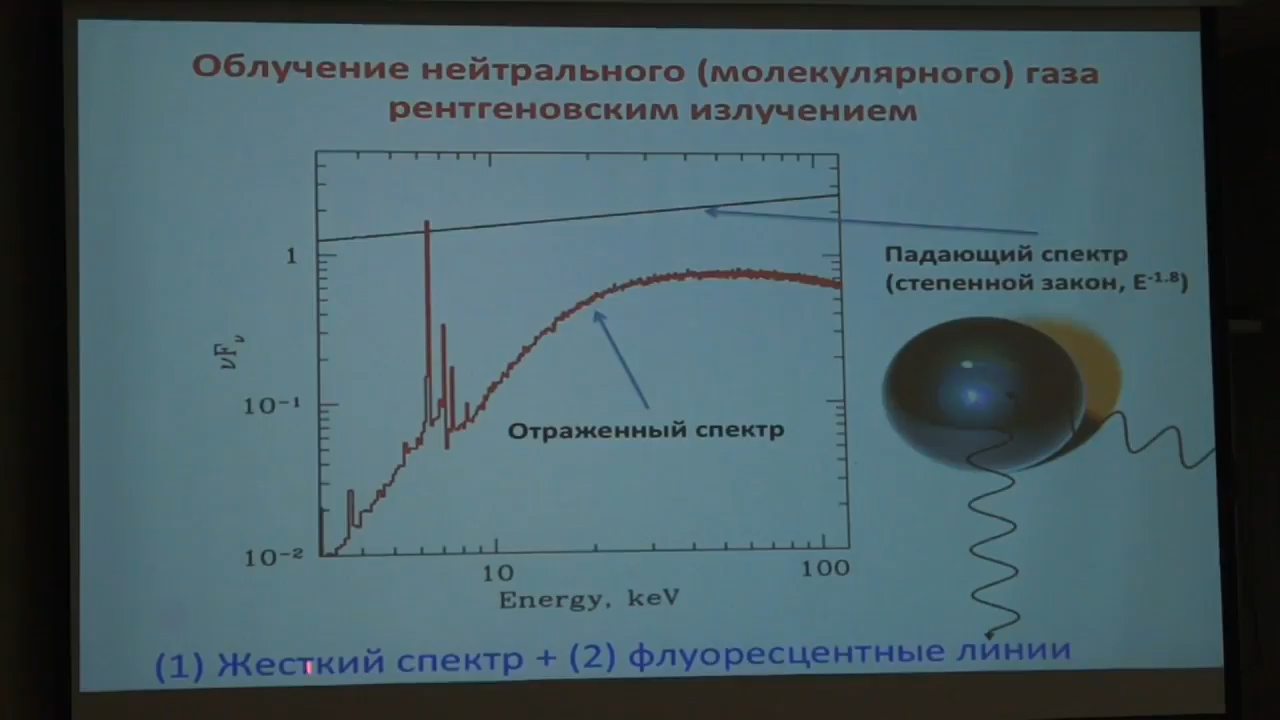 Облучение нейтрального (молекулярного) газа
рентгеновским излучением
1
10⁻¹
10⁻²
νFᵥ
10
100
Energy, keV
Падающий спектр
(степенной закон, E⁻¹·⁸)
Отраженный спектр
(1) Жесткий спектр + (2) флуоресцентные линии